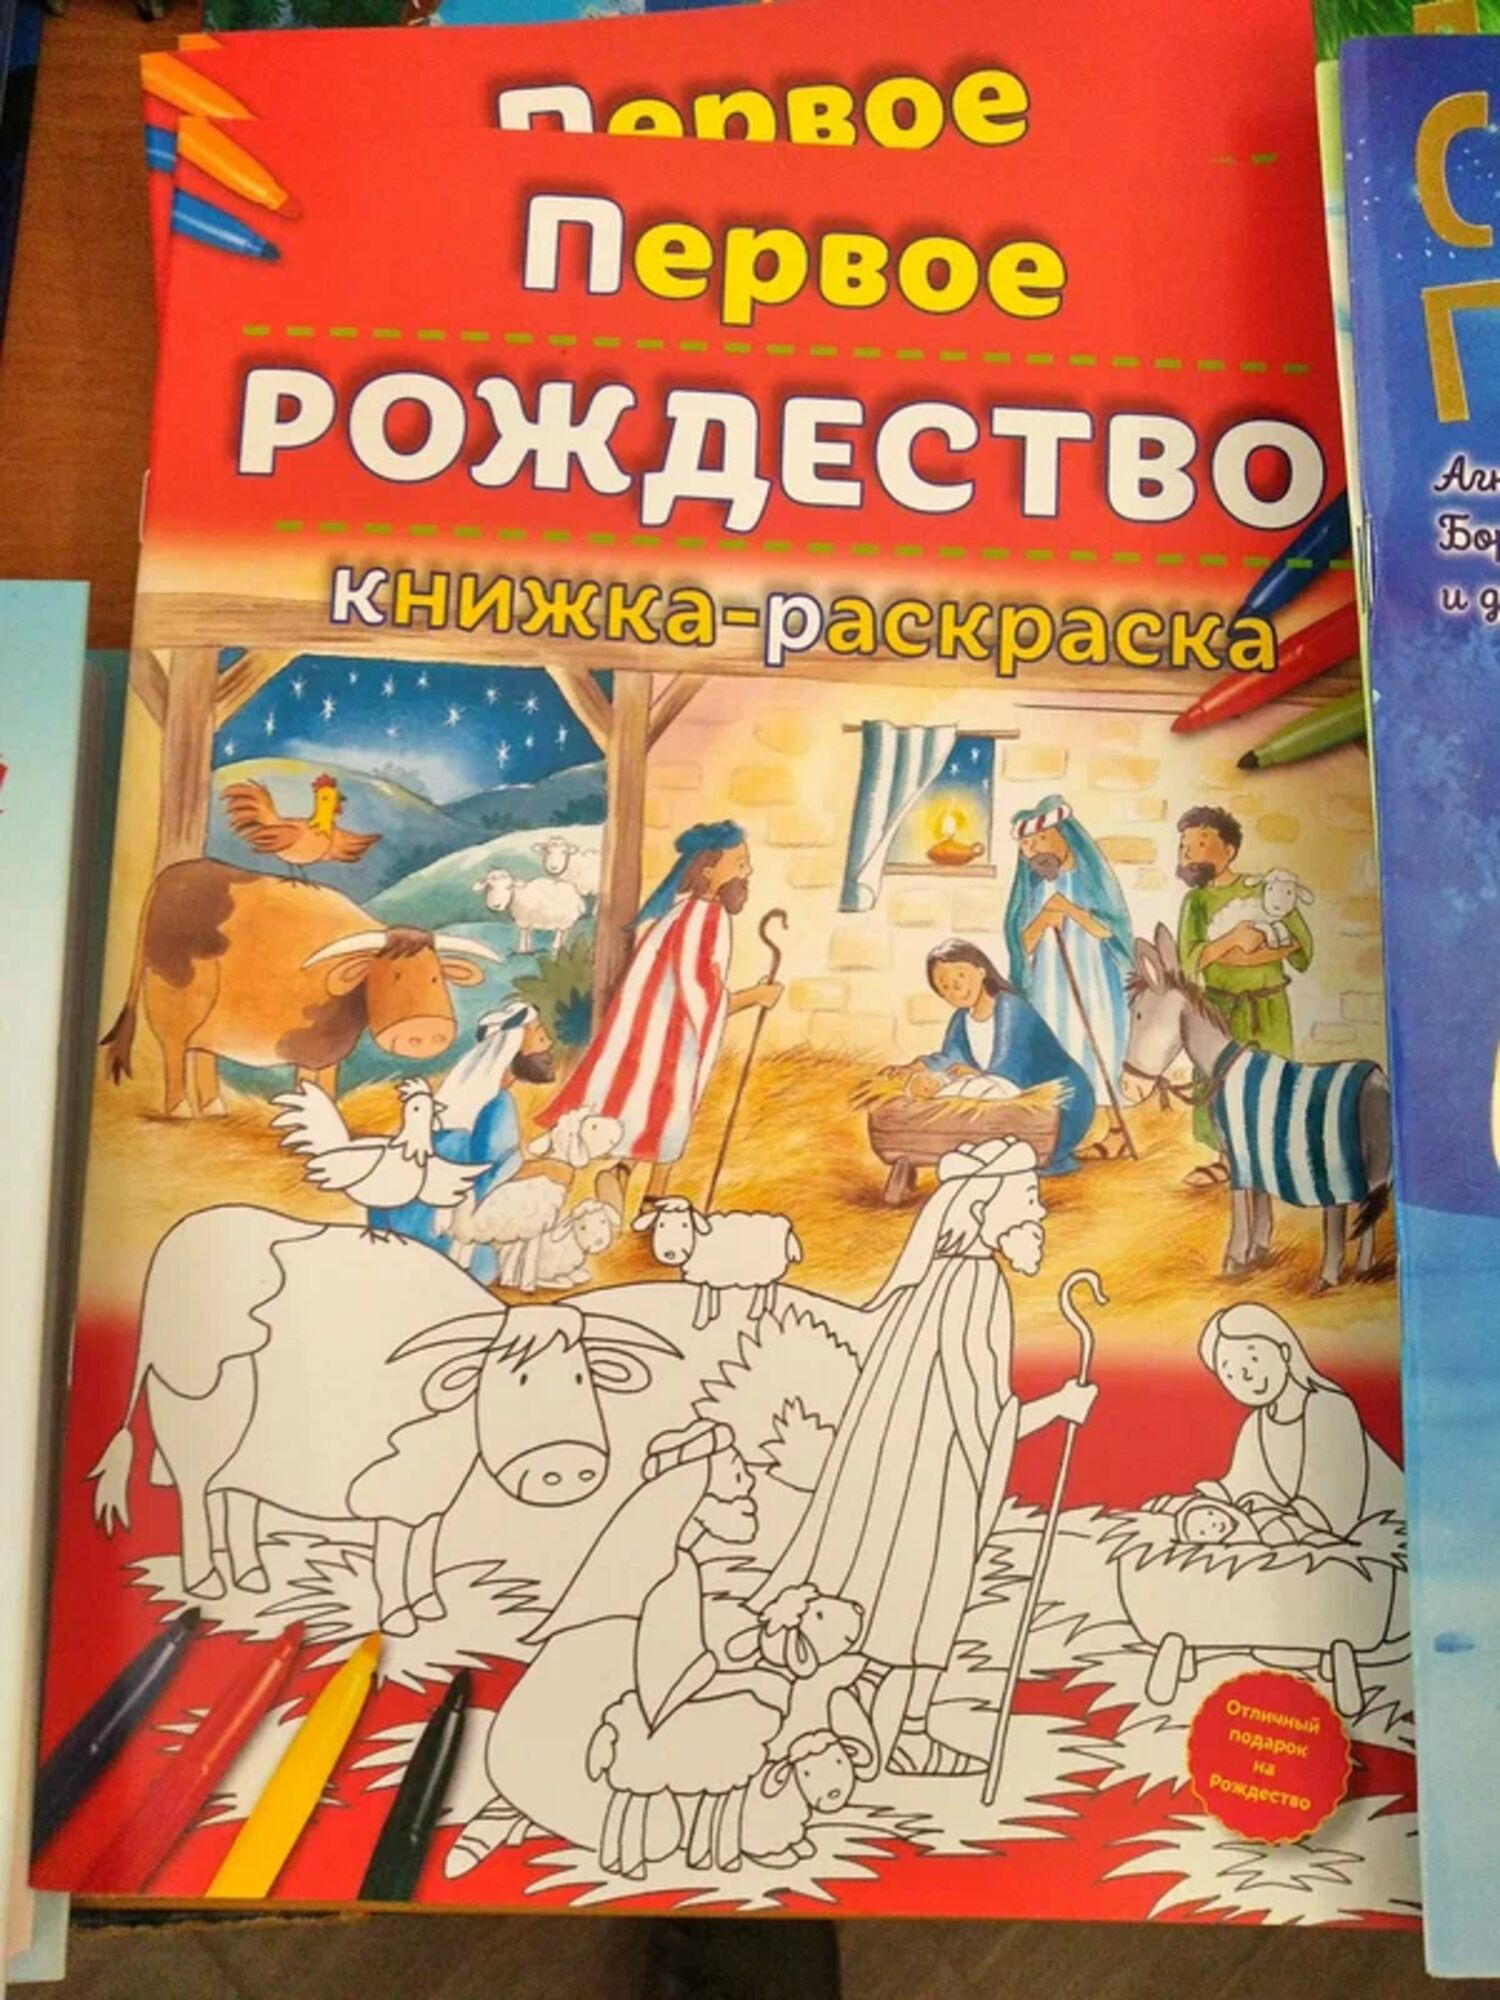 Первое
Первое
РОЖДЕСТВО
книжка-раскраска
Отличный
подарок
на
Рождество
и